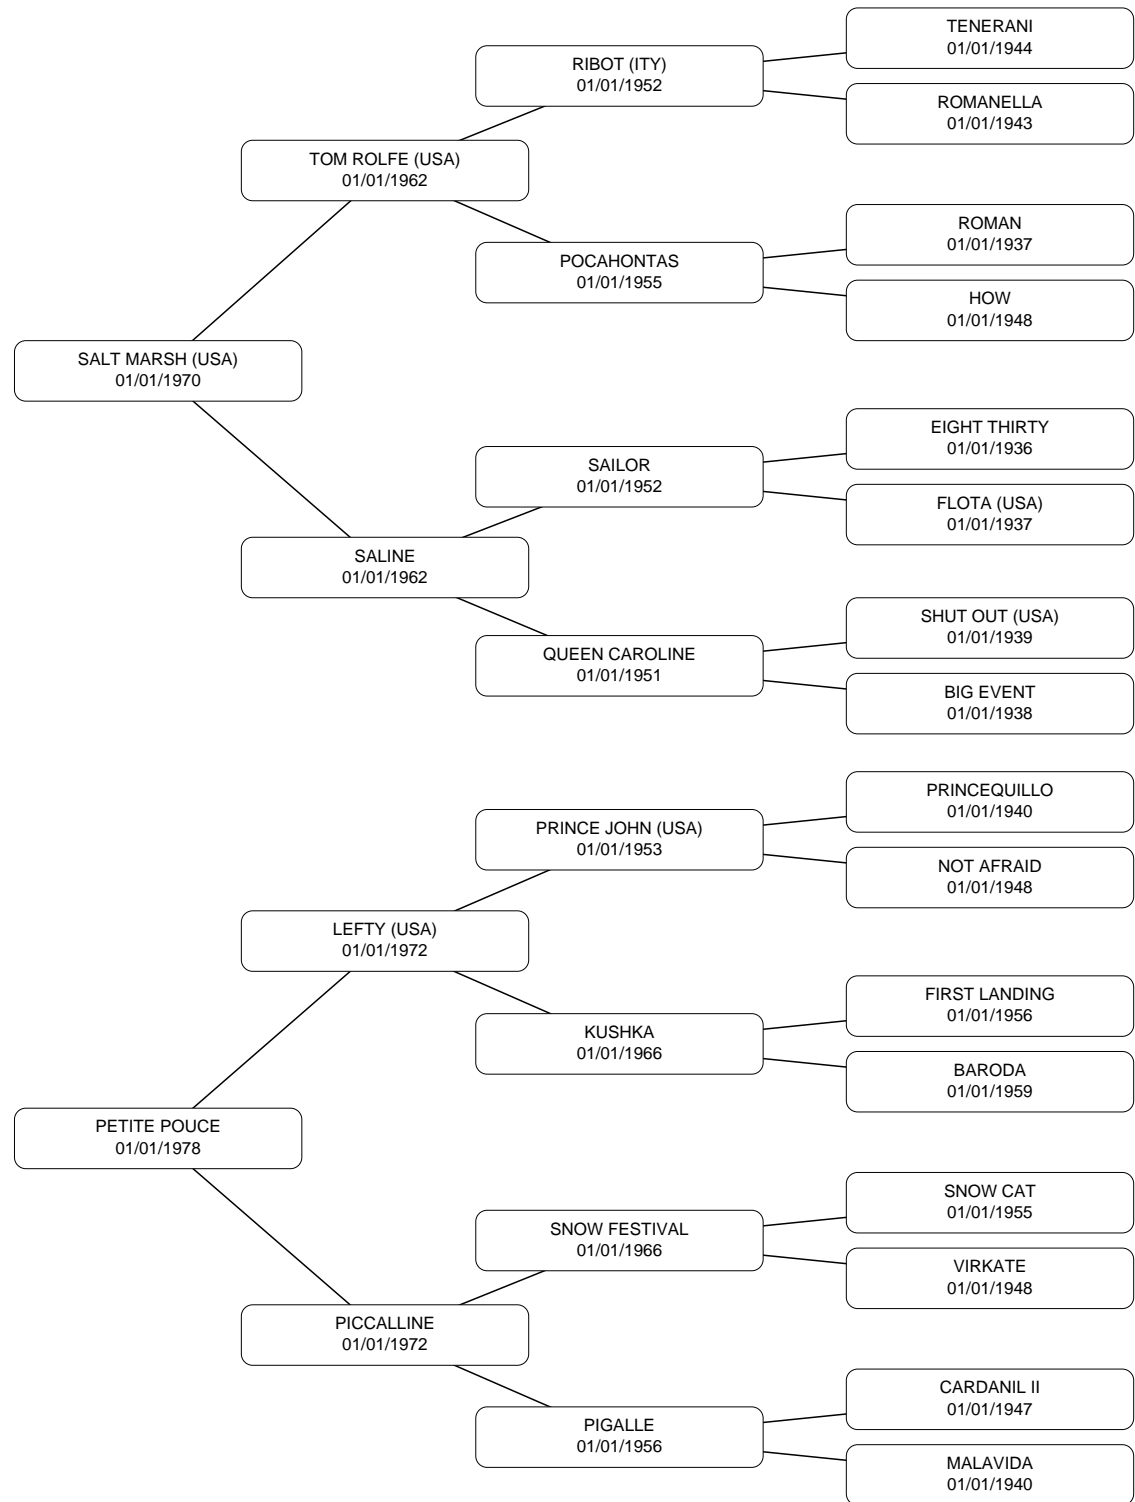 TENERANI
01/01/1944
RIBOT (ITY)
01/01/1952
ROMANELLA
01/01/1943
TOM ROLFE (USA)
01/01/1962
ROMAN
01/01/1937
POCAHONTAS
01/01/1955
HOW
01/01/1948
SALT MARSH (USA)
01/01/1970
EIGHT THIRTY
01/01/1936
SAILOR
01/01/1952
FLOTA (USA)
01/01/1937
SALINE
01/01/1962
SHUT OUT (USA)
01/01/1939
QUEEN CAROLINE
01/01/1951
BIG EVENT
01/01/1938
PRINCEQUILLO
01/01/1940
PRINCE JOHN (USA)
01/01/1953
NOT AFRAID
01/01/1948
LEFTY (USA)
01/01/1972
FIRST LANDING
01/01/1956
KUSHKA
01/01/1966
BARODA
01/01/1959
PETITE POUCE
01/01/1978
SNOW CAT
01/01/1955
SNOW FESTIVAL
01/01/1966
VIRKATE
01/01/1948
PICCALLINE
01/01/1972
CARDANIL II
01/01/1947
PIGALLE
01/01/1956
MALAVIDA
01/01/1940